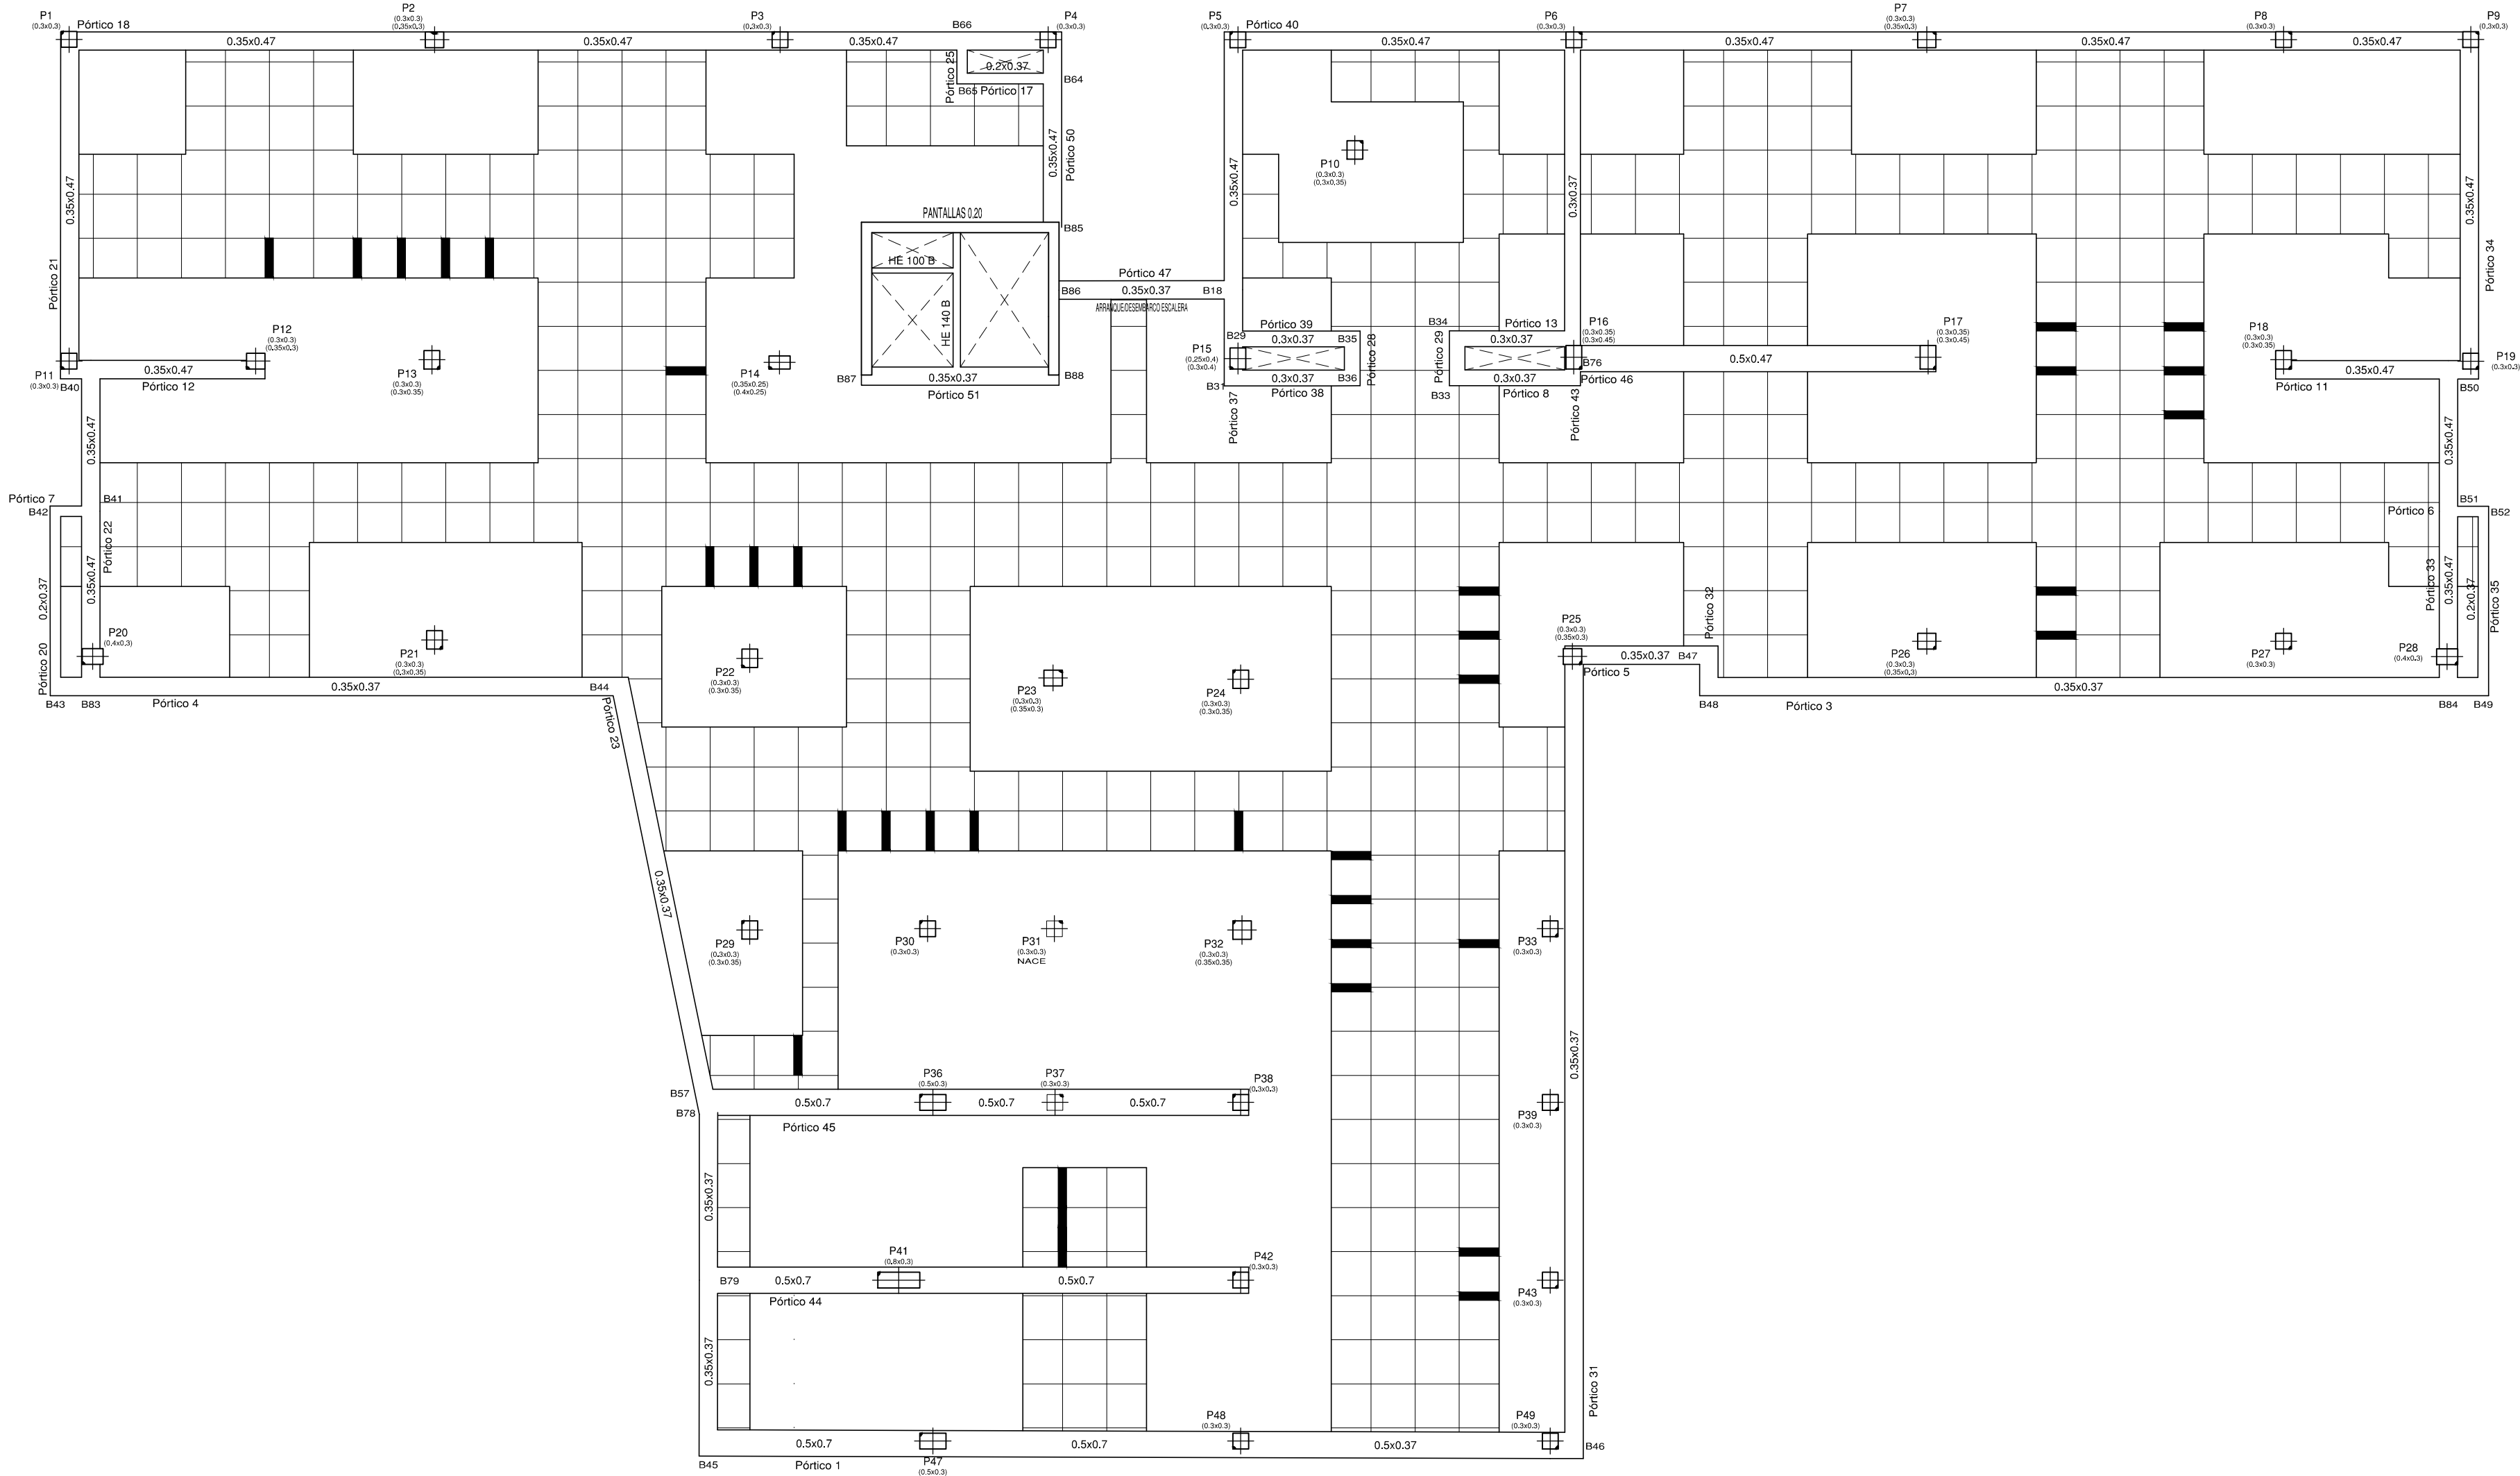 P1
(0.3x0.3)
Pórtico 18
P2
(0.3x0.3)
(0.35x0.3)
P3
(0.3x0.3)
B66
P4
(0.3x0.3)
P5
(0.3x0.3)
Pórtico 40
P6
(0.3x0.3)
P7
(0.3x0.3)
(0.35x0.3)
P8
(0.3x0.3)
P9
(0.3x0.3)
0.35x0.47
0.35x0.47
0.35x0.47
0.35x0.47
0.35x0.47
0.35x0.47
0.35x0.47
Pórtico 25
0.2x0.37
B64
B65
Pórtico 17
0.35x0.47
Pórtico 50
0.35x0.47
Pórtico 21
P10
(0.3x0.3)
(0.3x0.35)
0.35x0.47
0.3x0.37
0.35x0.47
Pórtico 34
PANTALLAS 0,20
B85
HE 100 B
HE 140 B
Pórtico 47
B86
0.35x0.37
B18
ARRANQUE/DESEMBARCO ESCALERA
P11
(0.3x0.3)
B40
P12
(0.3x0.3)
(0.35x0.3)
0.35x0.47
Pórtico 12
P13
(0.3x0.3)
(0.3x0.35)
P14
(0.35x0.25)
(0.4x0.25)
B87
0.35x0.37
B88
Pórtico 51
P15
(0.25x0.4)
(0.3x0.4)
B29
Pórtico 39
0.3x0.37
B35
Pórtico 28
B31
0.3x0.37
B36
Pórtico 38
Pórtico 37
B34
Pórtico 13
0.3x0.37
Pórtico 29
0.3x0.37
B33
Pórtico 8
Pórtico 43
P16
(0.3x0.35)
(0.3x0.45)
B76
Pórtico 46
0.5x0.47
P17
(0.3x0.35)
(0.3x0.45)
P18
(0.3x0.3)
(0.3x0.35)
0.35x0.47
Pórtico 11
P19
(0.3x0.3)
B50
0.35x0.47
0.35x0.47
Pórtico 7
B42
B41
Pórtico 22
0.35x0.47
0.2x0.37
Pórtico 20
Pórtico 6
B51
B52
Pórtico 33
0.35x0.47
0.2x0.37
Pórtico 35
P20
(0.4x0.3)
P21
(0.3x0.3)
(0.3x0.35)
0.35x0.37
B44
B43
B83
Pórtico 4
Pórtico 23
P22
(0.3x0.3)
(0.3x0.35)
P23
(0.3x0.3)
(0.35x0.3)
P24
(0.3x0.3)
(0.3x0.35)
P25
(0.3x0.3)
(0.35x0.3)
0.35x0.37
B47
Pórtico 5
Pórtico 32
P26
(0.3x0.3)
(0.35x0.3)
P27
(0.3x0.3)
P28
(0.4x0.3)
0.35x0.37
B48
Pórtico 3
B84
B49
0.35x0.37
P29
(0.3x0.3)
(0.3x0.35)
P30
(0.3x0.3)
P31
(0.3x0.3)
NACE
P32
(0.3x0.3)
(0.35x0.35)
P33
(0.3x0.3)
0.35x0.37
B57
B78
P36
(0.5x0.3)
P37
(0.3x0.3)
P38
(0.3x0.3)
0.5x0.7
0.5x0.7
0.5x0.7
Pórtico 45
P39
(0.3x0.3)
0.35x0.37
P41
(0.8x0.3)
P42
(0.3x0.3)
B79
0.5x0.7
0.5x0.7
Pórtico 44
P43
(0.3x0.3)
0.35x0.37
Pórtico 31
P48
(0.3x0.3)
P49
(0.3x0.3)
0.5x0.7
0.5x0.7
0.5x0.37
B46
B45
Pórtico 1
P47
(0.5x0.3)